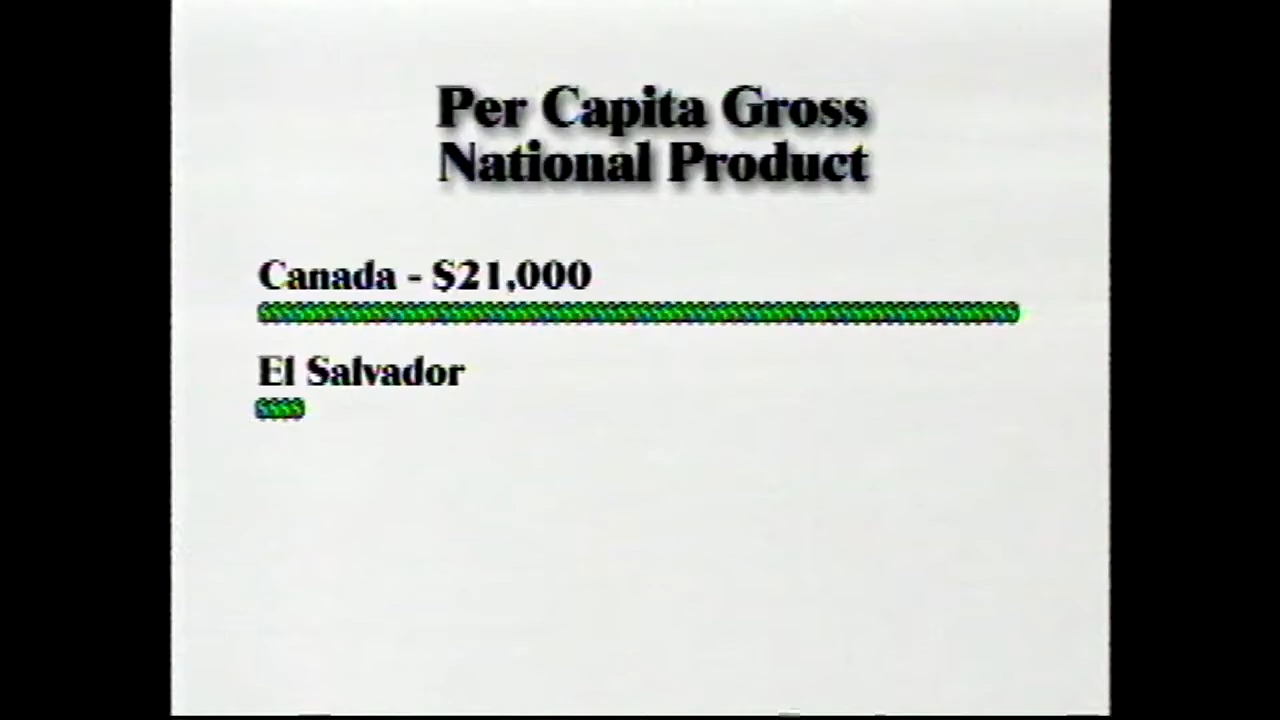 Per Capita Gross
National Product
Canada - $21,000
El Salvador